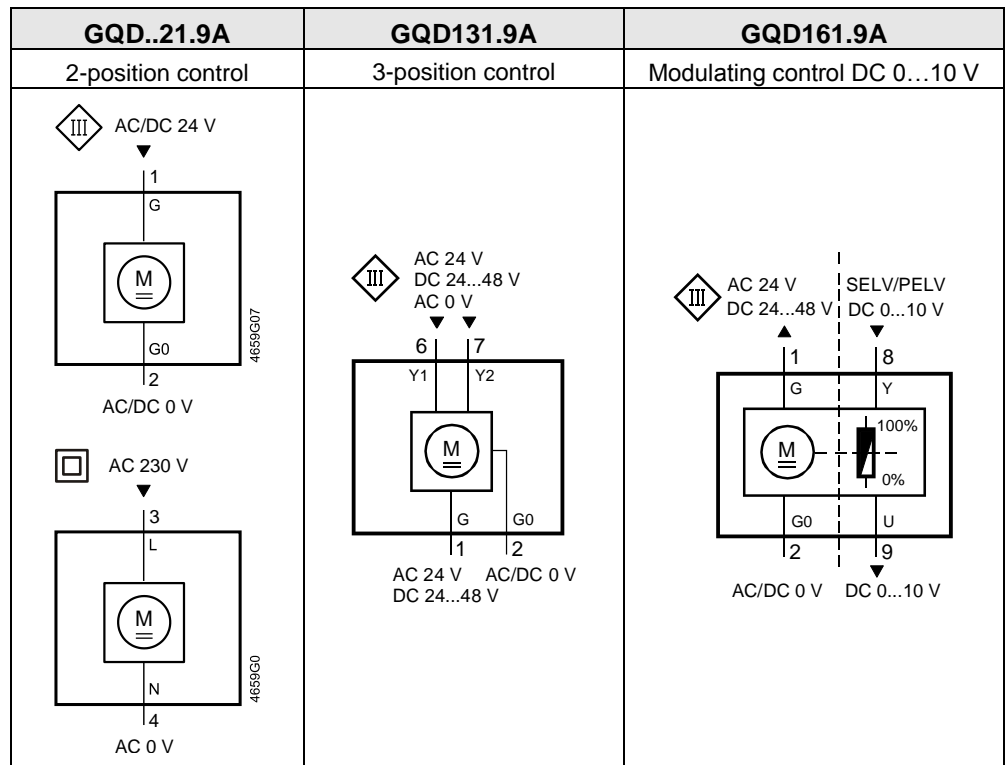 GQD..21.9A
GQD131.9A
GQD161.9A
2-position control
3-position control
Modulating control DC 0…10 V
III
AC/DC 24 V
1
G
M
G0
2
AC/DC 0 V
4659G07
AC 230 V
3
L
M
N
4
AC 0 V
4659G0
III
AC 24 V
DC 24...48 V
AC 0 V
6 7
Y1 Y2
M
G G0
1 2
AC 24 V AC/DC 0 V
DC 24...48 V
III
AC 24 V SELV/PELV
DC 24...48 V DC 0...10 V
1 8
G Y
100%
M
0%
G0 U
2 9
AC/DC 0 V DC 0...10 V